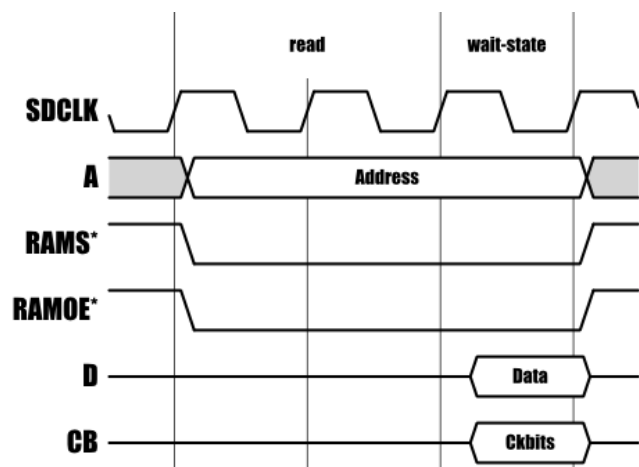 read wait-state
SDCLK
A Address
RAMS*
RAMOE*
D Data
CB Ckbits